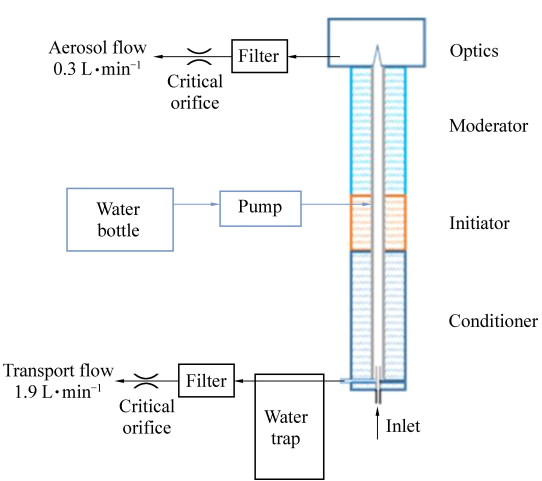 Aerosol flow
0.3 L·min⁻¹
Filter
Critical
orifice
Optics
Moderator
Water
bottle
Pump
Initiator
Conditioner
Transport flow
1.9 L·min⁻¹
Filter
Critical
orifice
Water
trap
Inlet